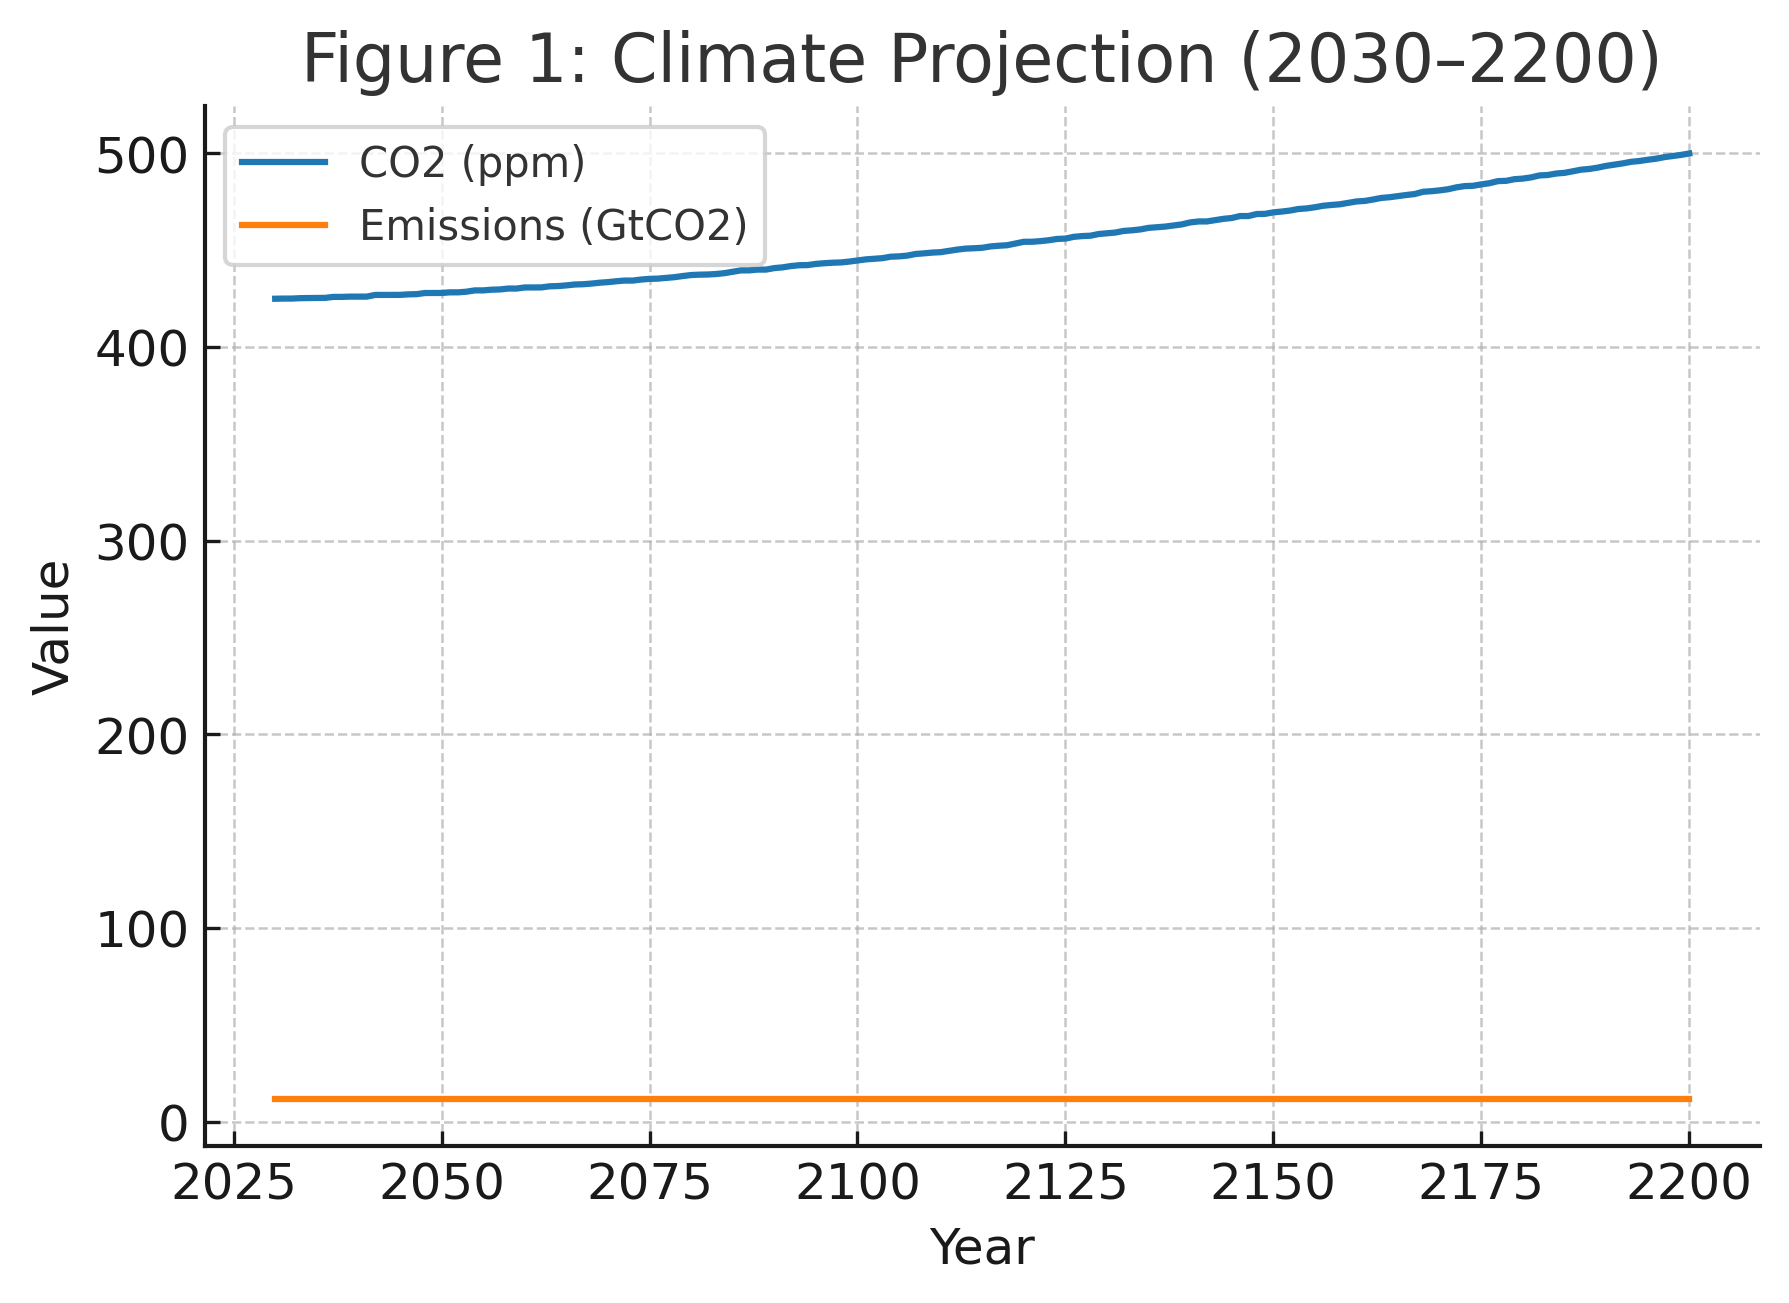 Figure 1: Climate Projection (2030–2200)
CO2 (ppm)
Emissions (GtCO2)
500
400
300
200
100
0
Value
2025 2050 2075 2100 2125 2150 2175 2200
Year